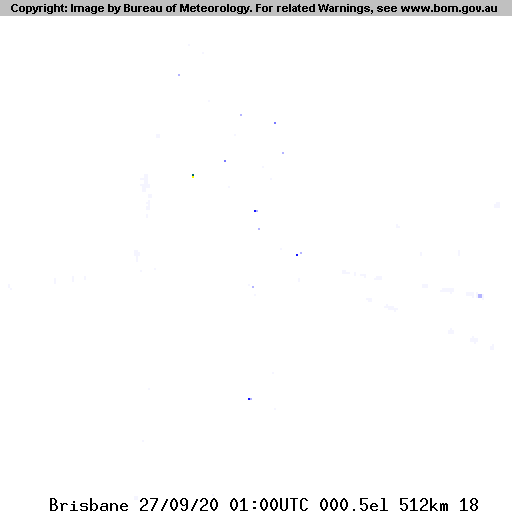 Copyright: Image by Bureau of Meteorology. For related Warnings, see www.bom.gov.au
Brisbane 27/09/20 01:00UTC 000.5el 512km 18